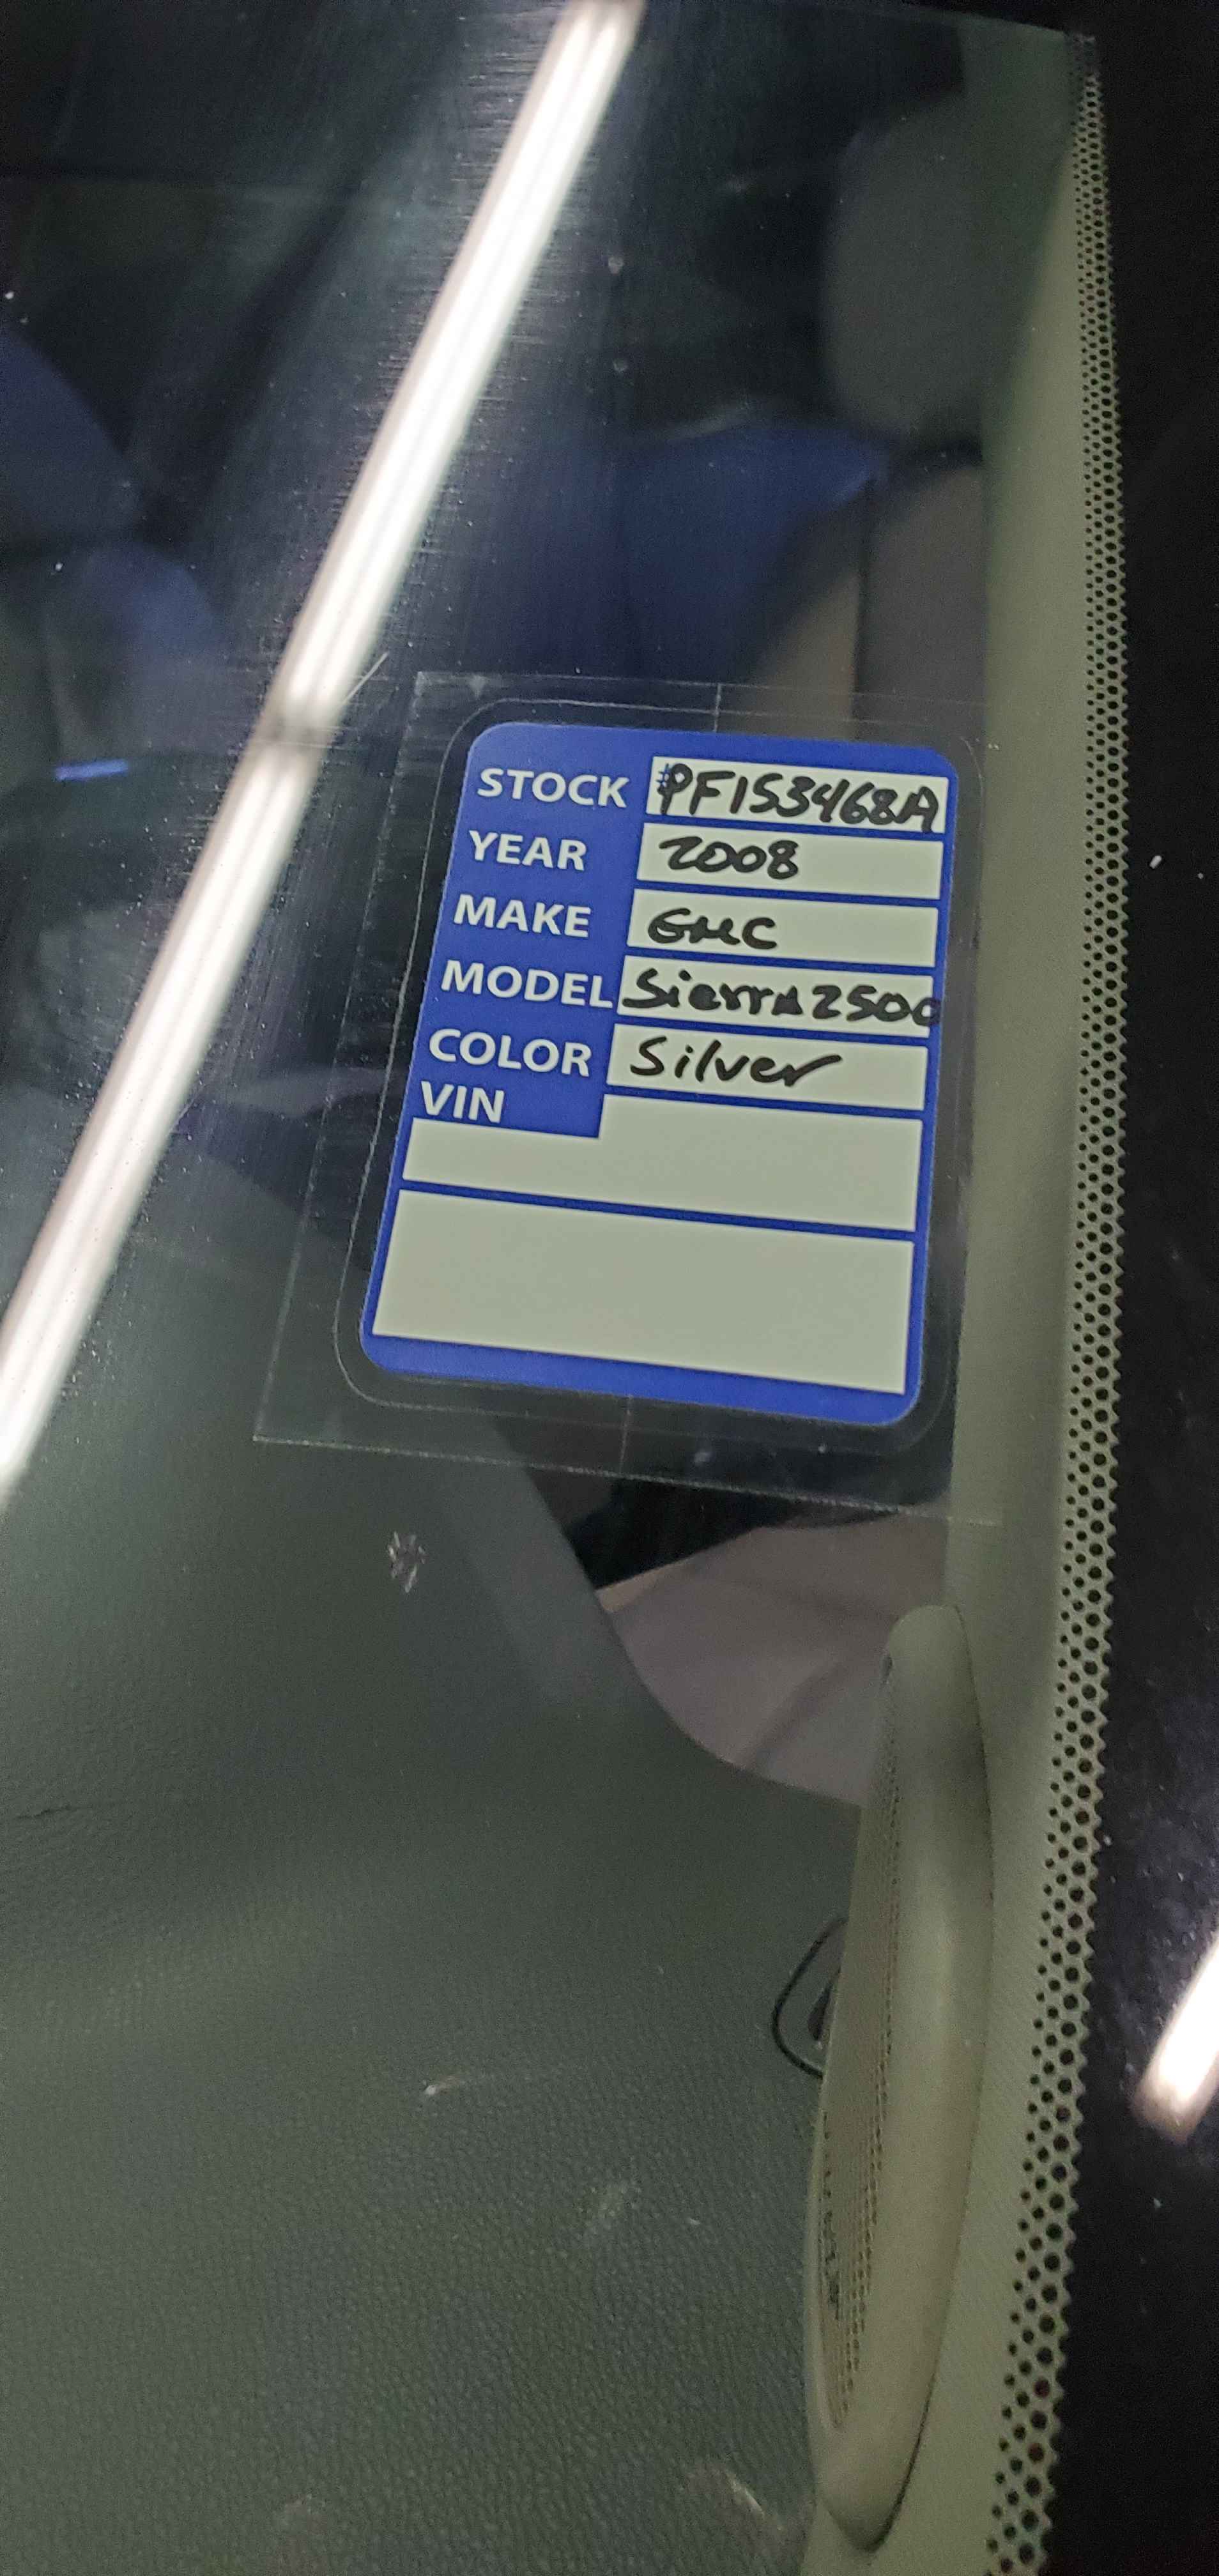 STOCK #PF153468A
YEAR 2008
MAKE GMC
MODEL Sierra2500
COLOR Silver
VIN